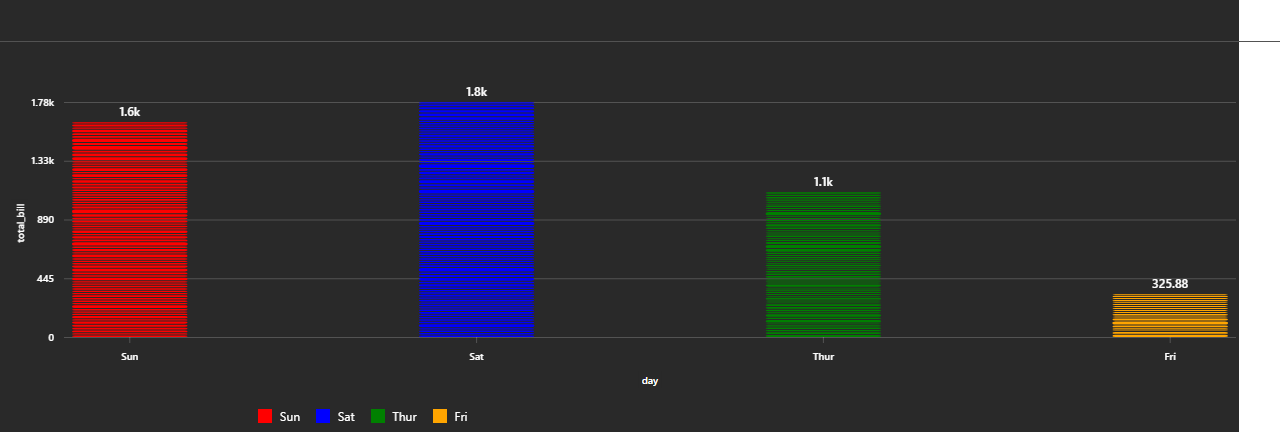 1.78k
1.33k
890
445
0
total_bill
1.6k
1.8k
1.1k
325.88
Sun Sat Thur Fri
day
Sun Sat Thur Fri